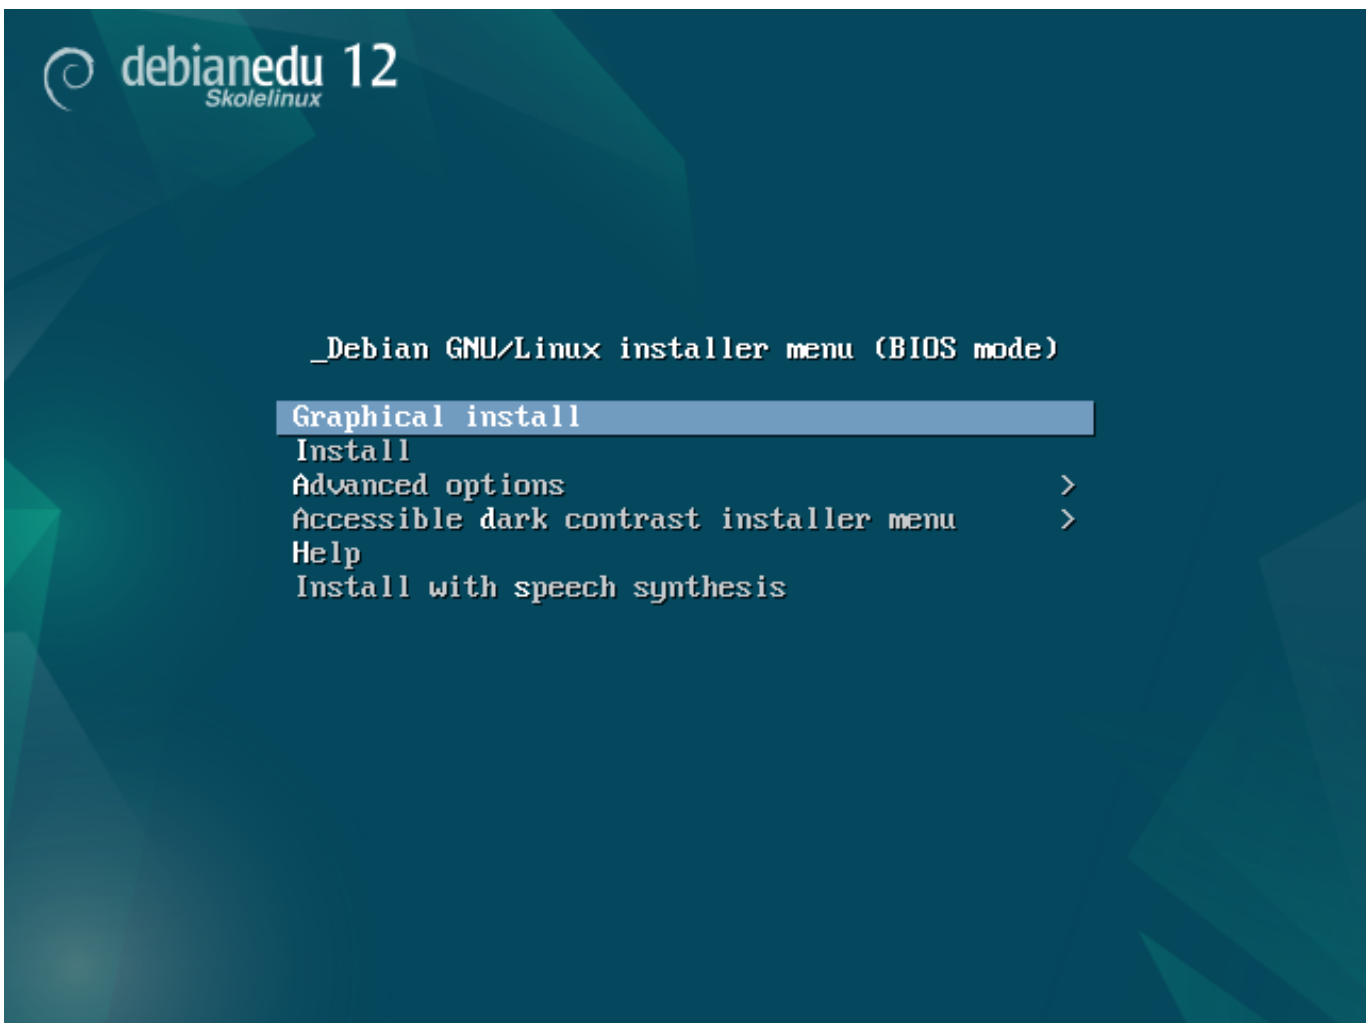 debianedu 12
Skolelinux
_Debian GNU/Linux installer menu (BIOS mode)
Graphical install
Install
Advanced options >
Accessible dark contrast installer menu >
Help
Install with speech synthesis